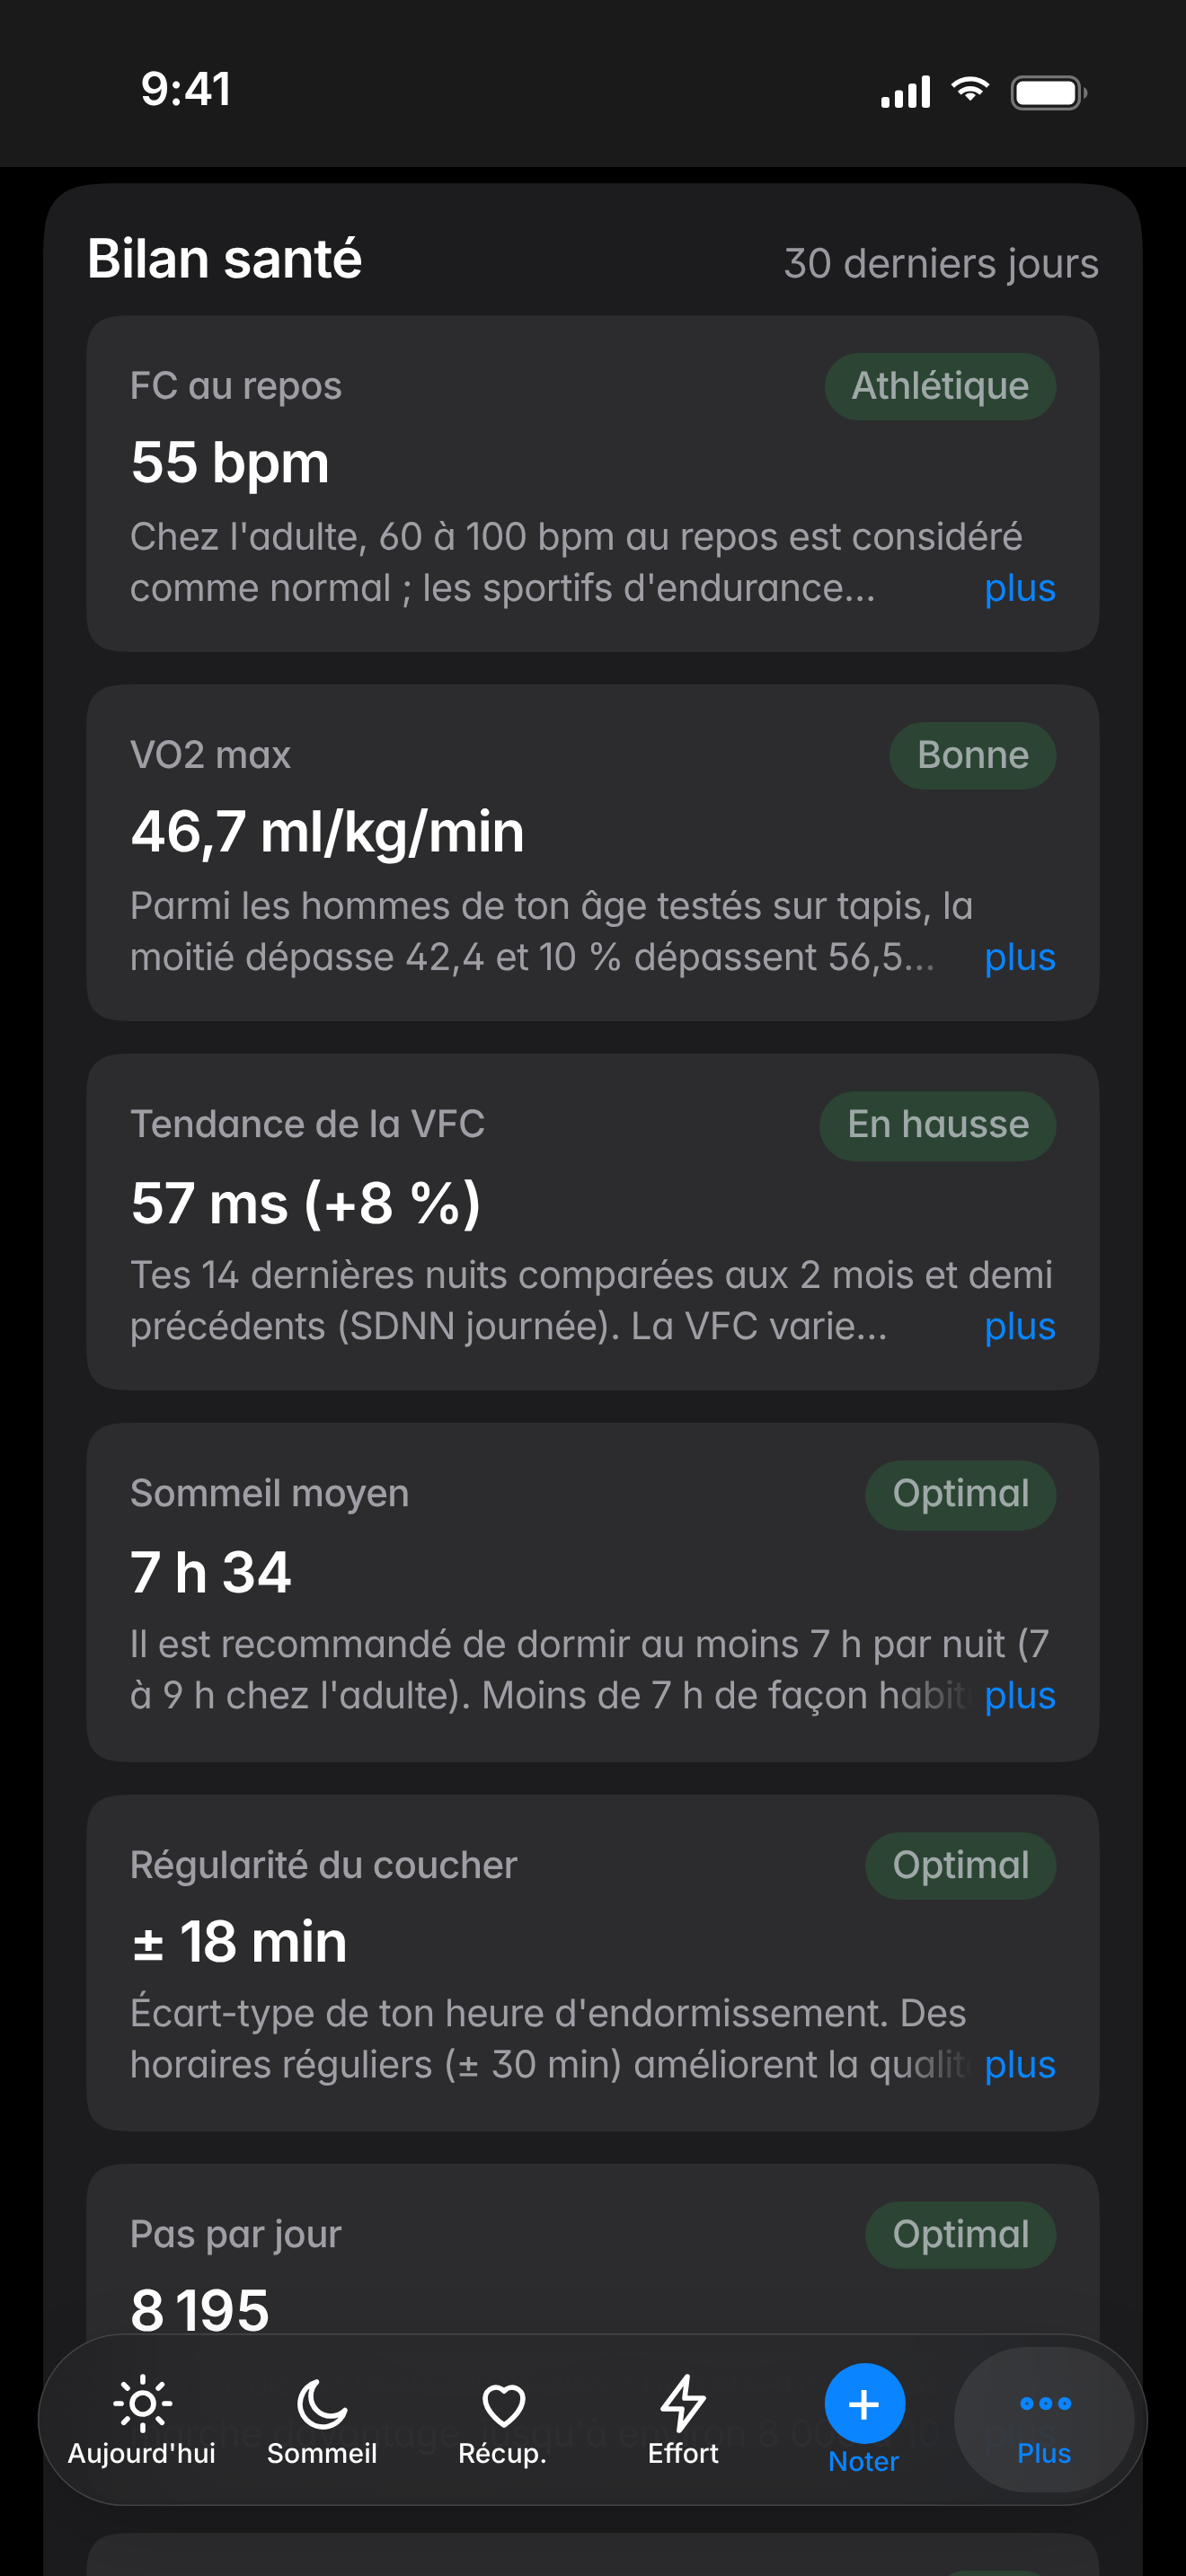 9:41
Bilan santé
30 derniers jours
FC au repos
Athlétique
55 bpm
Chez l'adulte, 60 à 100 bpm au repos est considéré
comme normal ; les sportifs d'endurance... plus
VO2 max
Bonne
46,7 ml/kg/min
Parmi les hommes de ton âge testés sur tapis, la
moitié dépasse 42,4 et 10 % dépassent 56,5... plus
Tendance de la VFC
En hausse
57 ms (+8 %)
Tes 14 dernières nuits comparées aux 2 mois et demi
précédents (SDNN journée). La VFC varie... plus
Sommeil moyen
Optimal
7 h 34
Il est recommandé de dormir au moins 7 h par nuit (7
à 9 h chez l'adulte). Moins de 7 h de façon plus
Régularité du coucher
Optimal
± 18 min
Écart-type de ton heure d'endormissement. Des
horaires réguliers (± 30 min) améliorent la plus
Pas par jour
Optimal
8 195
Aujourd'hui
Sommeil
Récup.
Effort
Noter
Plus